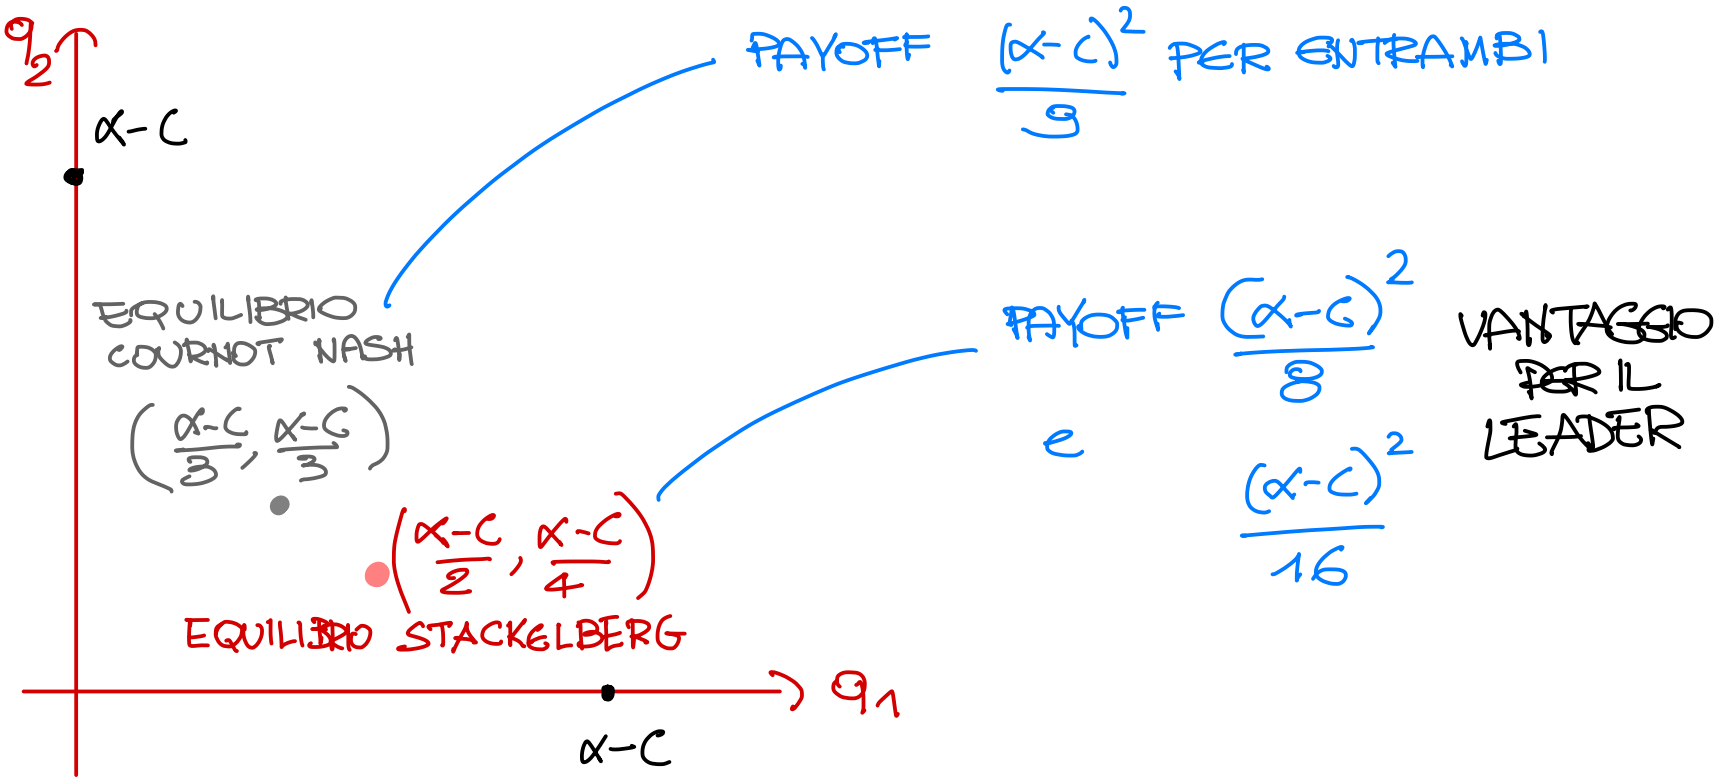 q₂
α-C
PAYOFF (α-C)²/9 PER ENTRAMBI
EQUILIBRIO
COURNOT NASH
(α-C/3, α-C/3)
PAYOFF (α-C)²/8
e
(α-C)²/16
VANTAGGIO
PER IL
LEADER
(α-C/2, α-C/4)
EQUILIBRIO STACKELBERG
q₁
α-C